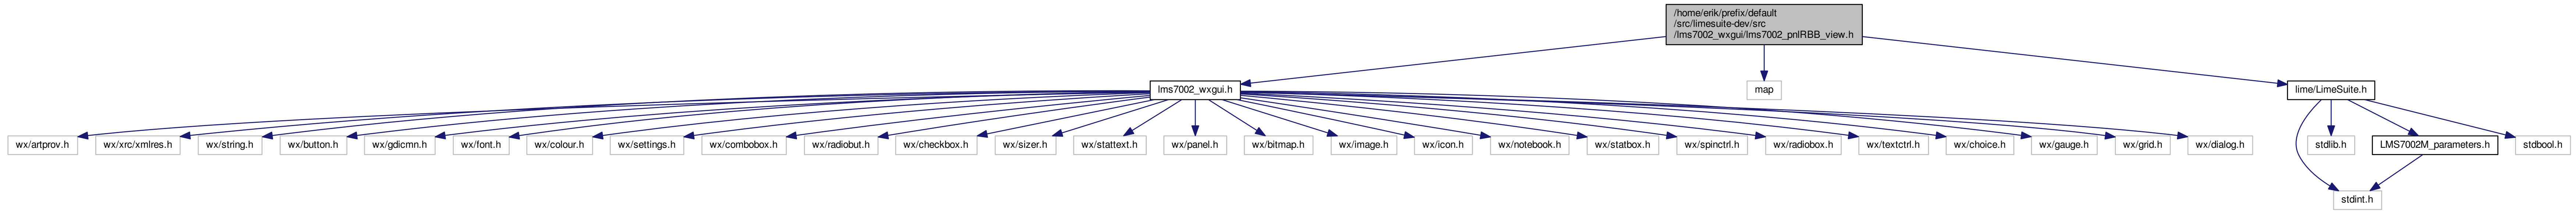 /home/erik/prefix/default
/src/limesuite-dev/src
/lms7002_wxgui/lms7002_pnlRBB_view.h
lms7002_wxgui.h
map
lime/LimeSuite.h
wx/artprov.h
wx/xrc/xmlres.h
wx/string.h
wx/button.h
wx/gdicmn.h
wx/font.h
wx/colour.h
wx/settings.h
wx/combobox.h
wx/radiobut.h
wx/checkbox.h
wx/sizer.h
wx/stattext.h
wx/panel.h
wx/bitmap.h
wx/image.h
wx/icon.h
wx/notebook.h
wx/statbox.h
wx/spinctrl.h
wx/radiobox.h
wx/textctrl.h
wx/choice.h
wx/gauge.h
wx/grid.h
wx/dialog.h
stdlib.h
LMS7002M_parameters.h
stdbool.h
stdint.h